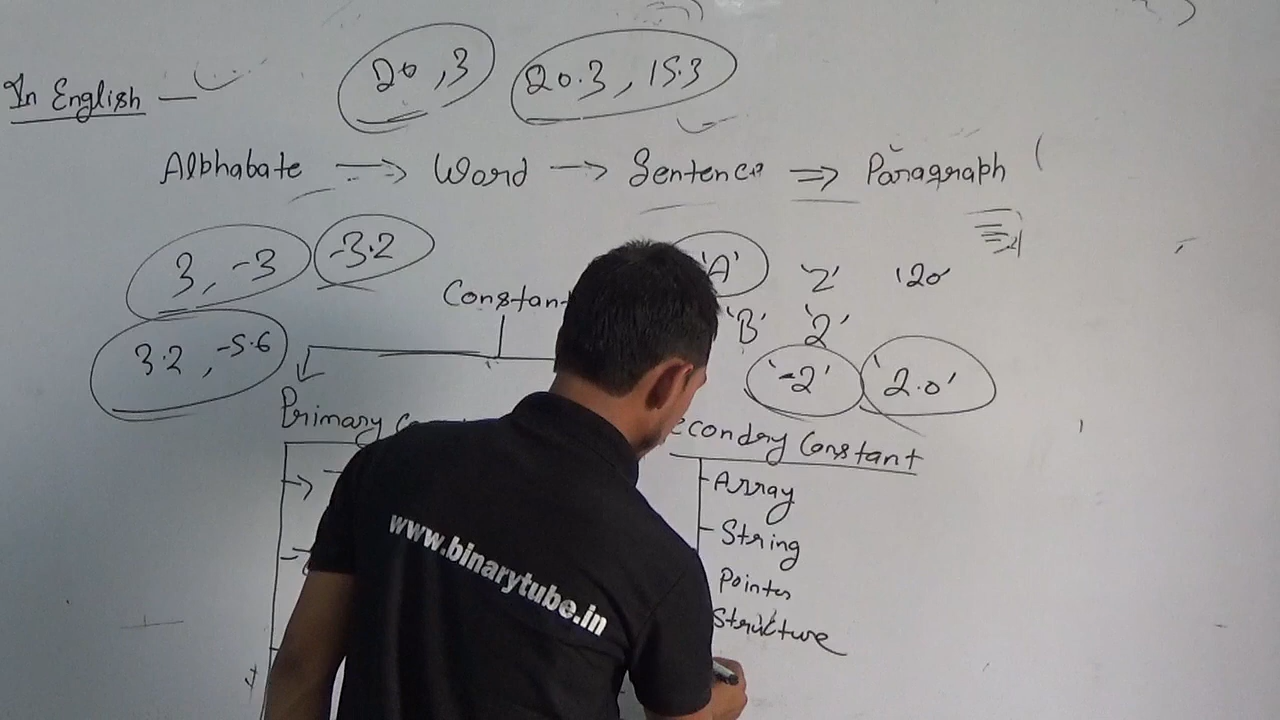 20, 3 20.3, 15.3
In English —
Alphabate → Word → Sentence ⇒ Paragraph
3, -3 -3.2 'A' 'Z' '20'
Constant
'B' '2'
3.2, -5.6 '-2' '2.0'
Primary
econdry Constant
Array
String
Pointer
Structure
www.binarytube.in